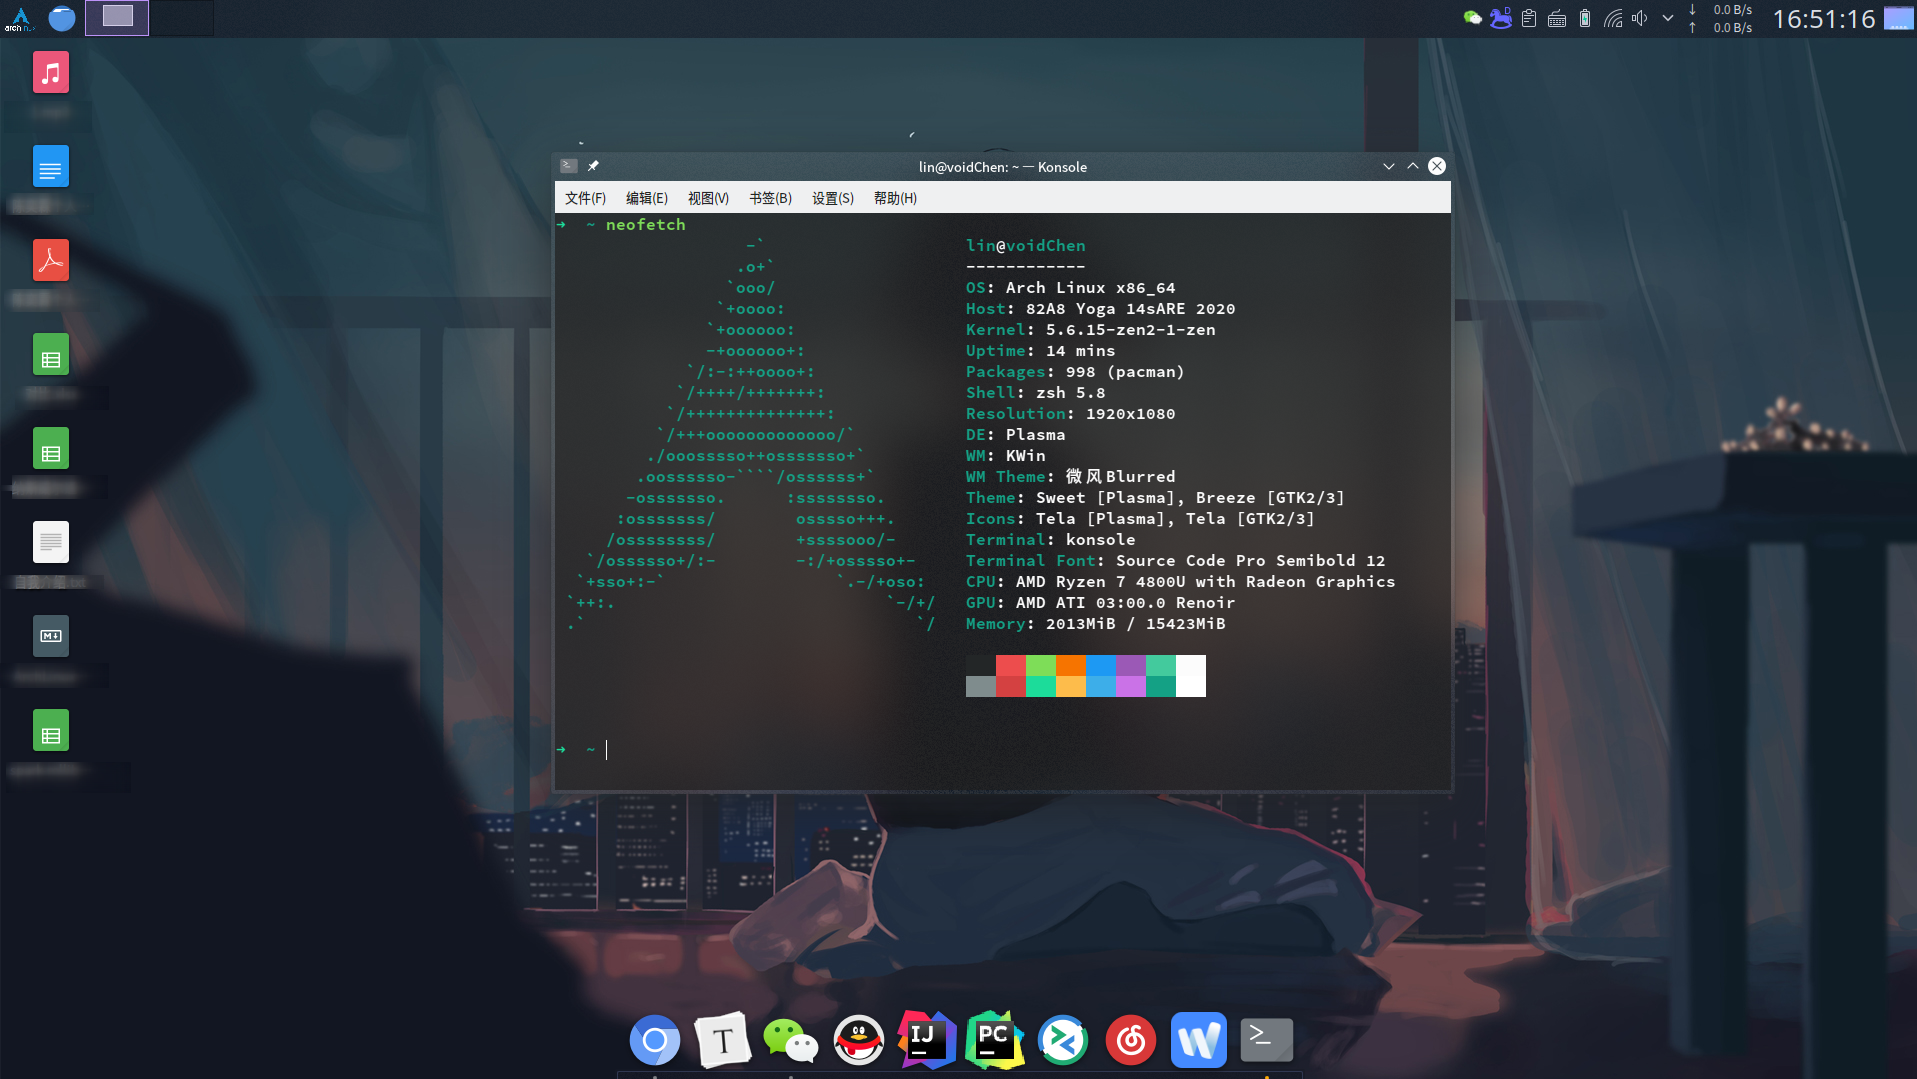 arch
D
0.0 B/s
0.0 B/s
16:51:16
lin@voidChen: ~ — Konsole
文件(F) 编辑(E) 视图(V) 书签(B) 设置(S) 帮助(H)
➜ ~ neofetch
lin@voidChen
------------
OS: Arch Linux x86_64
Host: 82A8 Yoga 14sARE 2020
Kernel: 5.6.15-zen2-1-zen
Uptime: 14 mins
Packages: 998 (pacman)
Shell: zsh 5.8
Resolution: 1920x1080
DE: Plasma
WM: KWin
WM Theme: 微风Blurred
Theme: Sweet [Plasma], Breeze [GTK2/3]
Icons: Tela [Plasma], Tela [GTK2/3]
Terminal: konsole
Terminal Font: Source Code Pro Semibold 12
CPU: AMD Ryzen 7 4800U with Radeon Graphics
GPU: AMD ATI 03:00.0 Renoir
Memory: 2013MiB / 15423MiB
➜ ~
T
IJ
PC
W